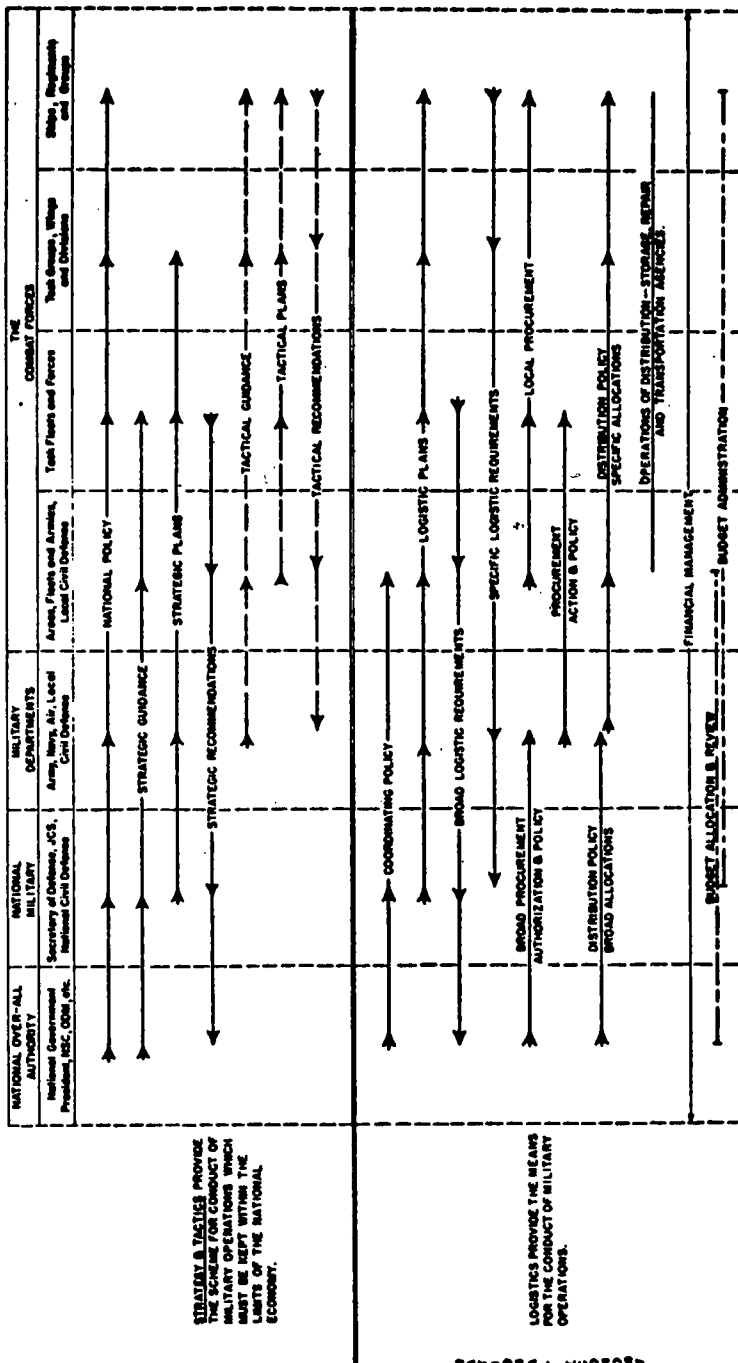 NATIONAL OVER-ALL
AUTHORITY
NATIONAL
MILITARY
MILITARY
DEPARTMENTS
THE
COMBAT FORCES
National Government
President, NSC, ODM, etc.
Secretary of Defense, JCS,
National Civil Defense
Army, Navy, Air, Local
Civil Defense
Areas, Fleets and Armies,
Local Civil Defense
Task Fleets and Forces
Task Groups, Wings
and Divisions
Ships, Regiments
and Groups
STRATEGY & TACTICS PROVIDE
THE SCHEME FOR CONDUCT OF
MILITARY OPERATIONS WHICH
MUST BE KEPT WITHIN THE
LIMITS OF THE NATIONAL
ECONOMY.
NATIONAL POLICY
STRATEGIC GUIDANCE
STRATEGIC PLANS
STRATEGIC RECOMMENDATIONS
TACTICAL GUIDANCE
TACTICAL PLANS
TACTICAL RECOMMENDATIONS
LOGISTICS PROVIDE THE MEANS
FOR THE CONDUCT OF MILITARY
OPERATIONS.
COORDINATING POLICY
LOGISTIC PLANS
BROAD LOGISTIC REQUIREMENTS
SPECIFIC LOGISTIC REQUIREMENTS
BROAD PROCUREMENT
AUTHORIZATION & POLICY
LOCAL PROCUREMENT
PROCUREMENT
ACTION & POLICY
DISTRIBUTION POLICY
BROAD ALLOCATIONS
DISTRIBUTION POLICY
SPECIFIC ALLOCATIONS
OPERATIONS OF DISTRIBUTION—STORAGE, REPAIR
AND TRANSPORTATION AGENCIES.
FINANCIAL MANAGEMENT
BUDGET ALLOCATION & REVIEW
BUDGET ADMINISTRATION